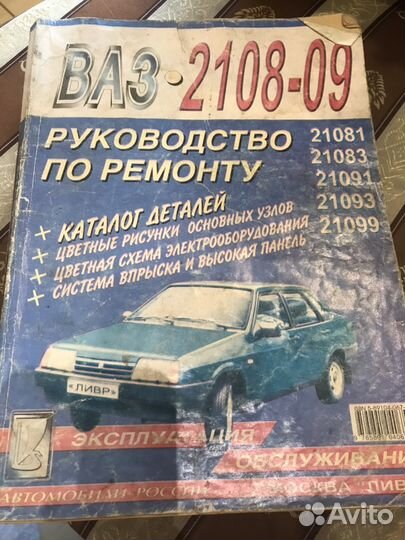 ВАЗ · 2108-09
РУКОВОДСТВО
ПО РЕМОНТУ
21081
21083
21091
21093
21099
+ КАТАЛОГ ДЕТАЛЕЙ
+ ЦВЕТНЫЕ РИСУНКИ ОСНОВНЫХ УЗЛОВ
+ ЦВЕТНАЯ СХЕМА ЭЛЕКТРООБОРУДОВАНИЯ
+ СИСТЕМА ВПРЫСКА И ВЫСОКАЯ ПАНЕЛЬ
"ЛИВР"
ЭКСПЛУАТАЦИЯ
ОБСЛУЖИВАНИ
АВТОМОБИЛИ РОССИИ
МОСКВА "ЛИВ
Avito